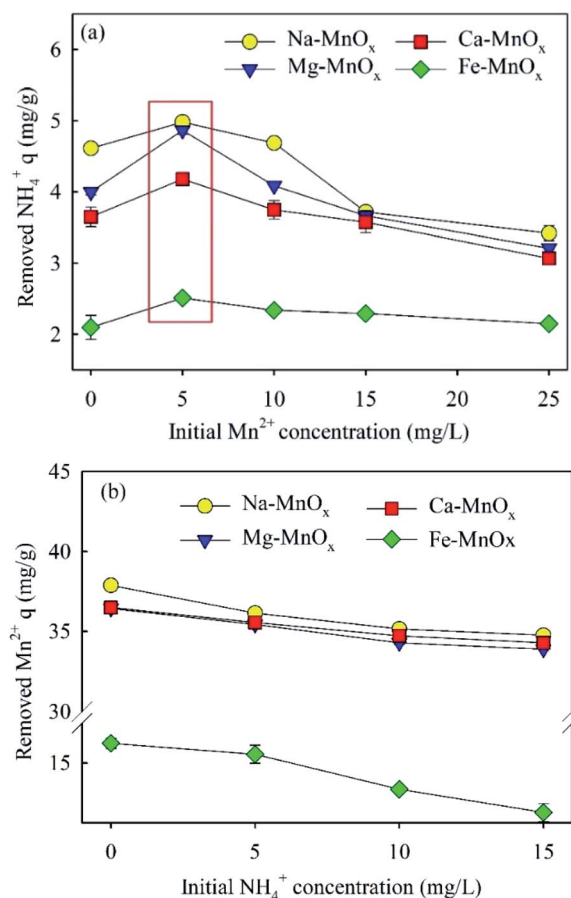 (a)
Na-MnOₓ
Ca-MnOₓ
Mg-MnOₓ
Fe-MnOₓ
Removed NH₄⁺ q (mg/g)
6
5
4
3
2
0 5 10 15 20 25
Initial Mn²⁺ concentration (mg/L)
(b)
Na-MnOₓ
Ca-MnOₓ
Mg-MnOₓ
Fe-MnOx
Removed Mn²⁺ q (mg/g)
45
40
35
30
15
0 5 10 15
Initial NH₄⁺ concentration (mg/L)